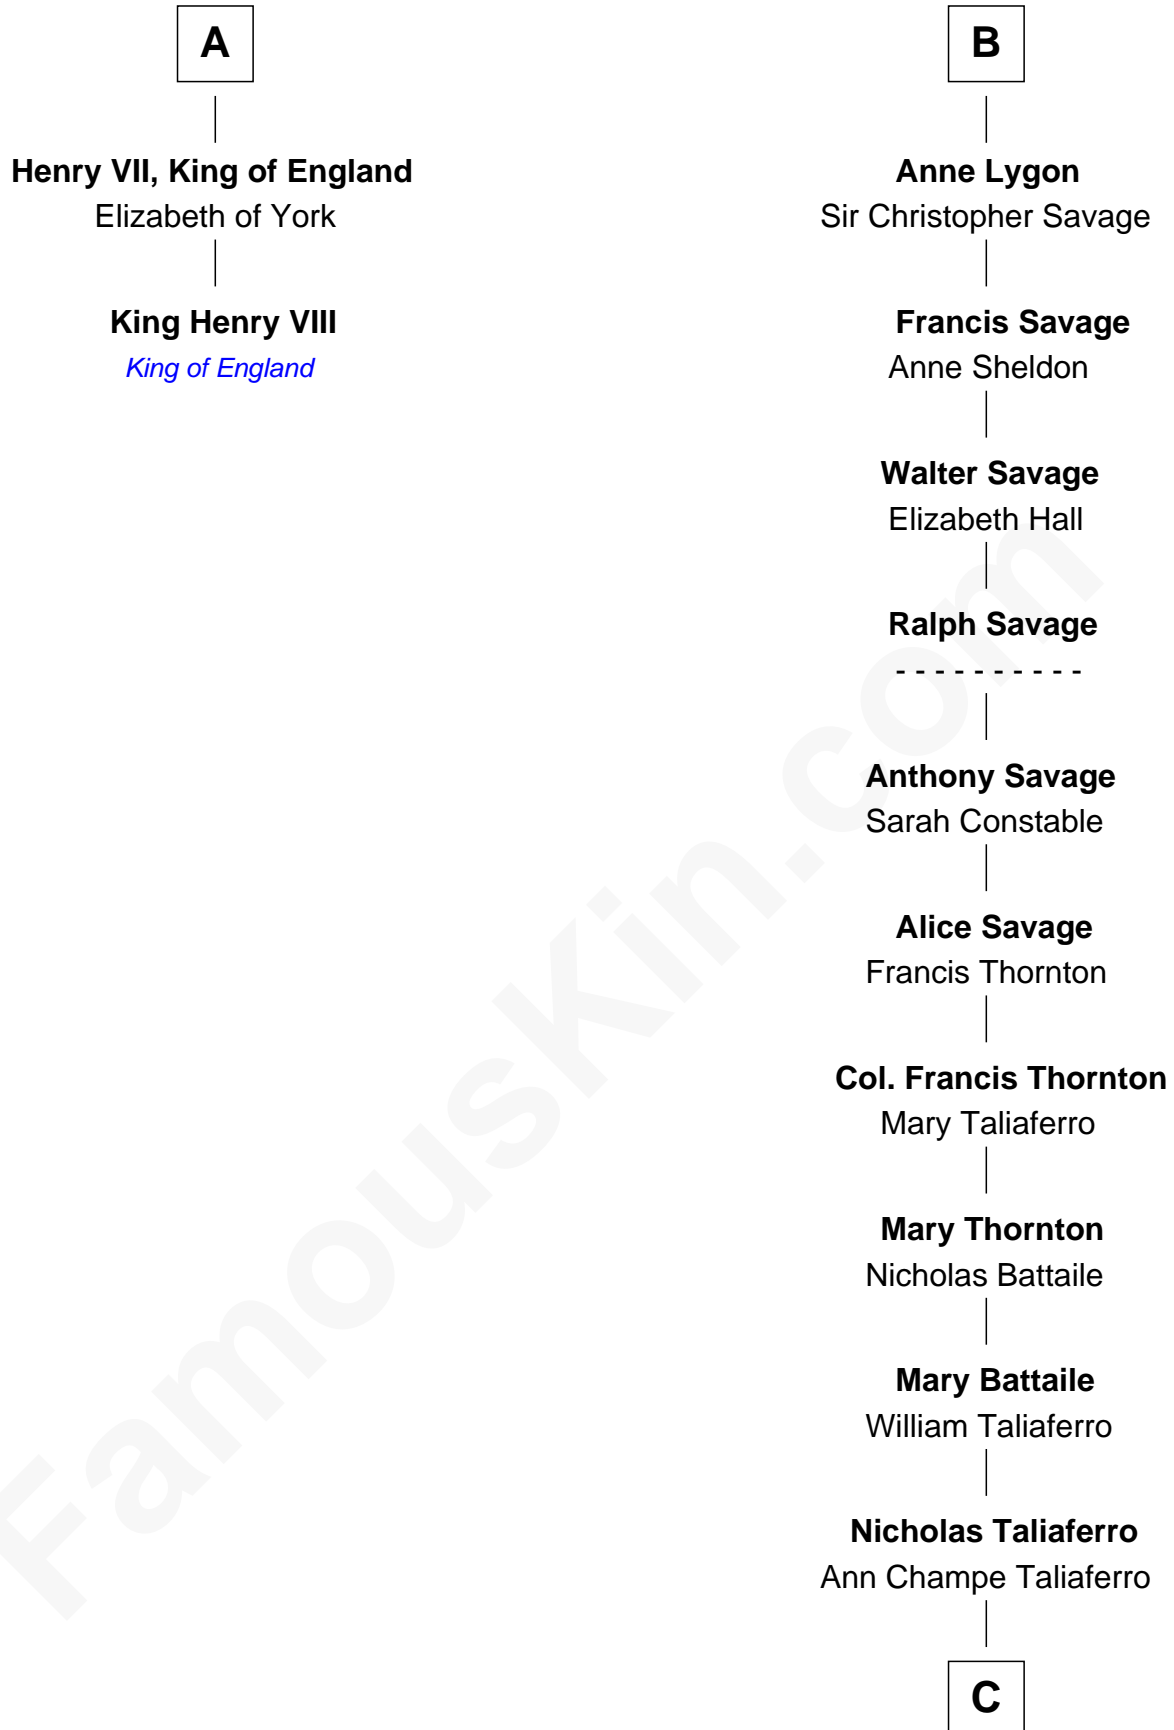 A
Henry VII, King of England
Elizabeth of York
King Henry VIII
King of England
B
Anne Lygon
Sir Christopher Savage
Francis Savage
Anne Sheldon
Walter Savage
Elizabeth Hall
Ralph Savage
- - - - - - - - - -
Anthony Savage
Sarah Constable
Alice Savage
Francis Thornton
Col. Francis Thornton
Mary Taliaferro
Mary Thornton
Nicholas Battaile
Mary Battaile
William Taliaferro
Nicholas Taliaferro
Ann Champe Taliaferro
C
FamousKin.com